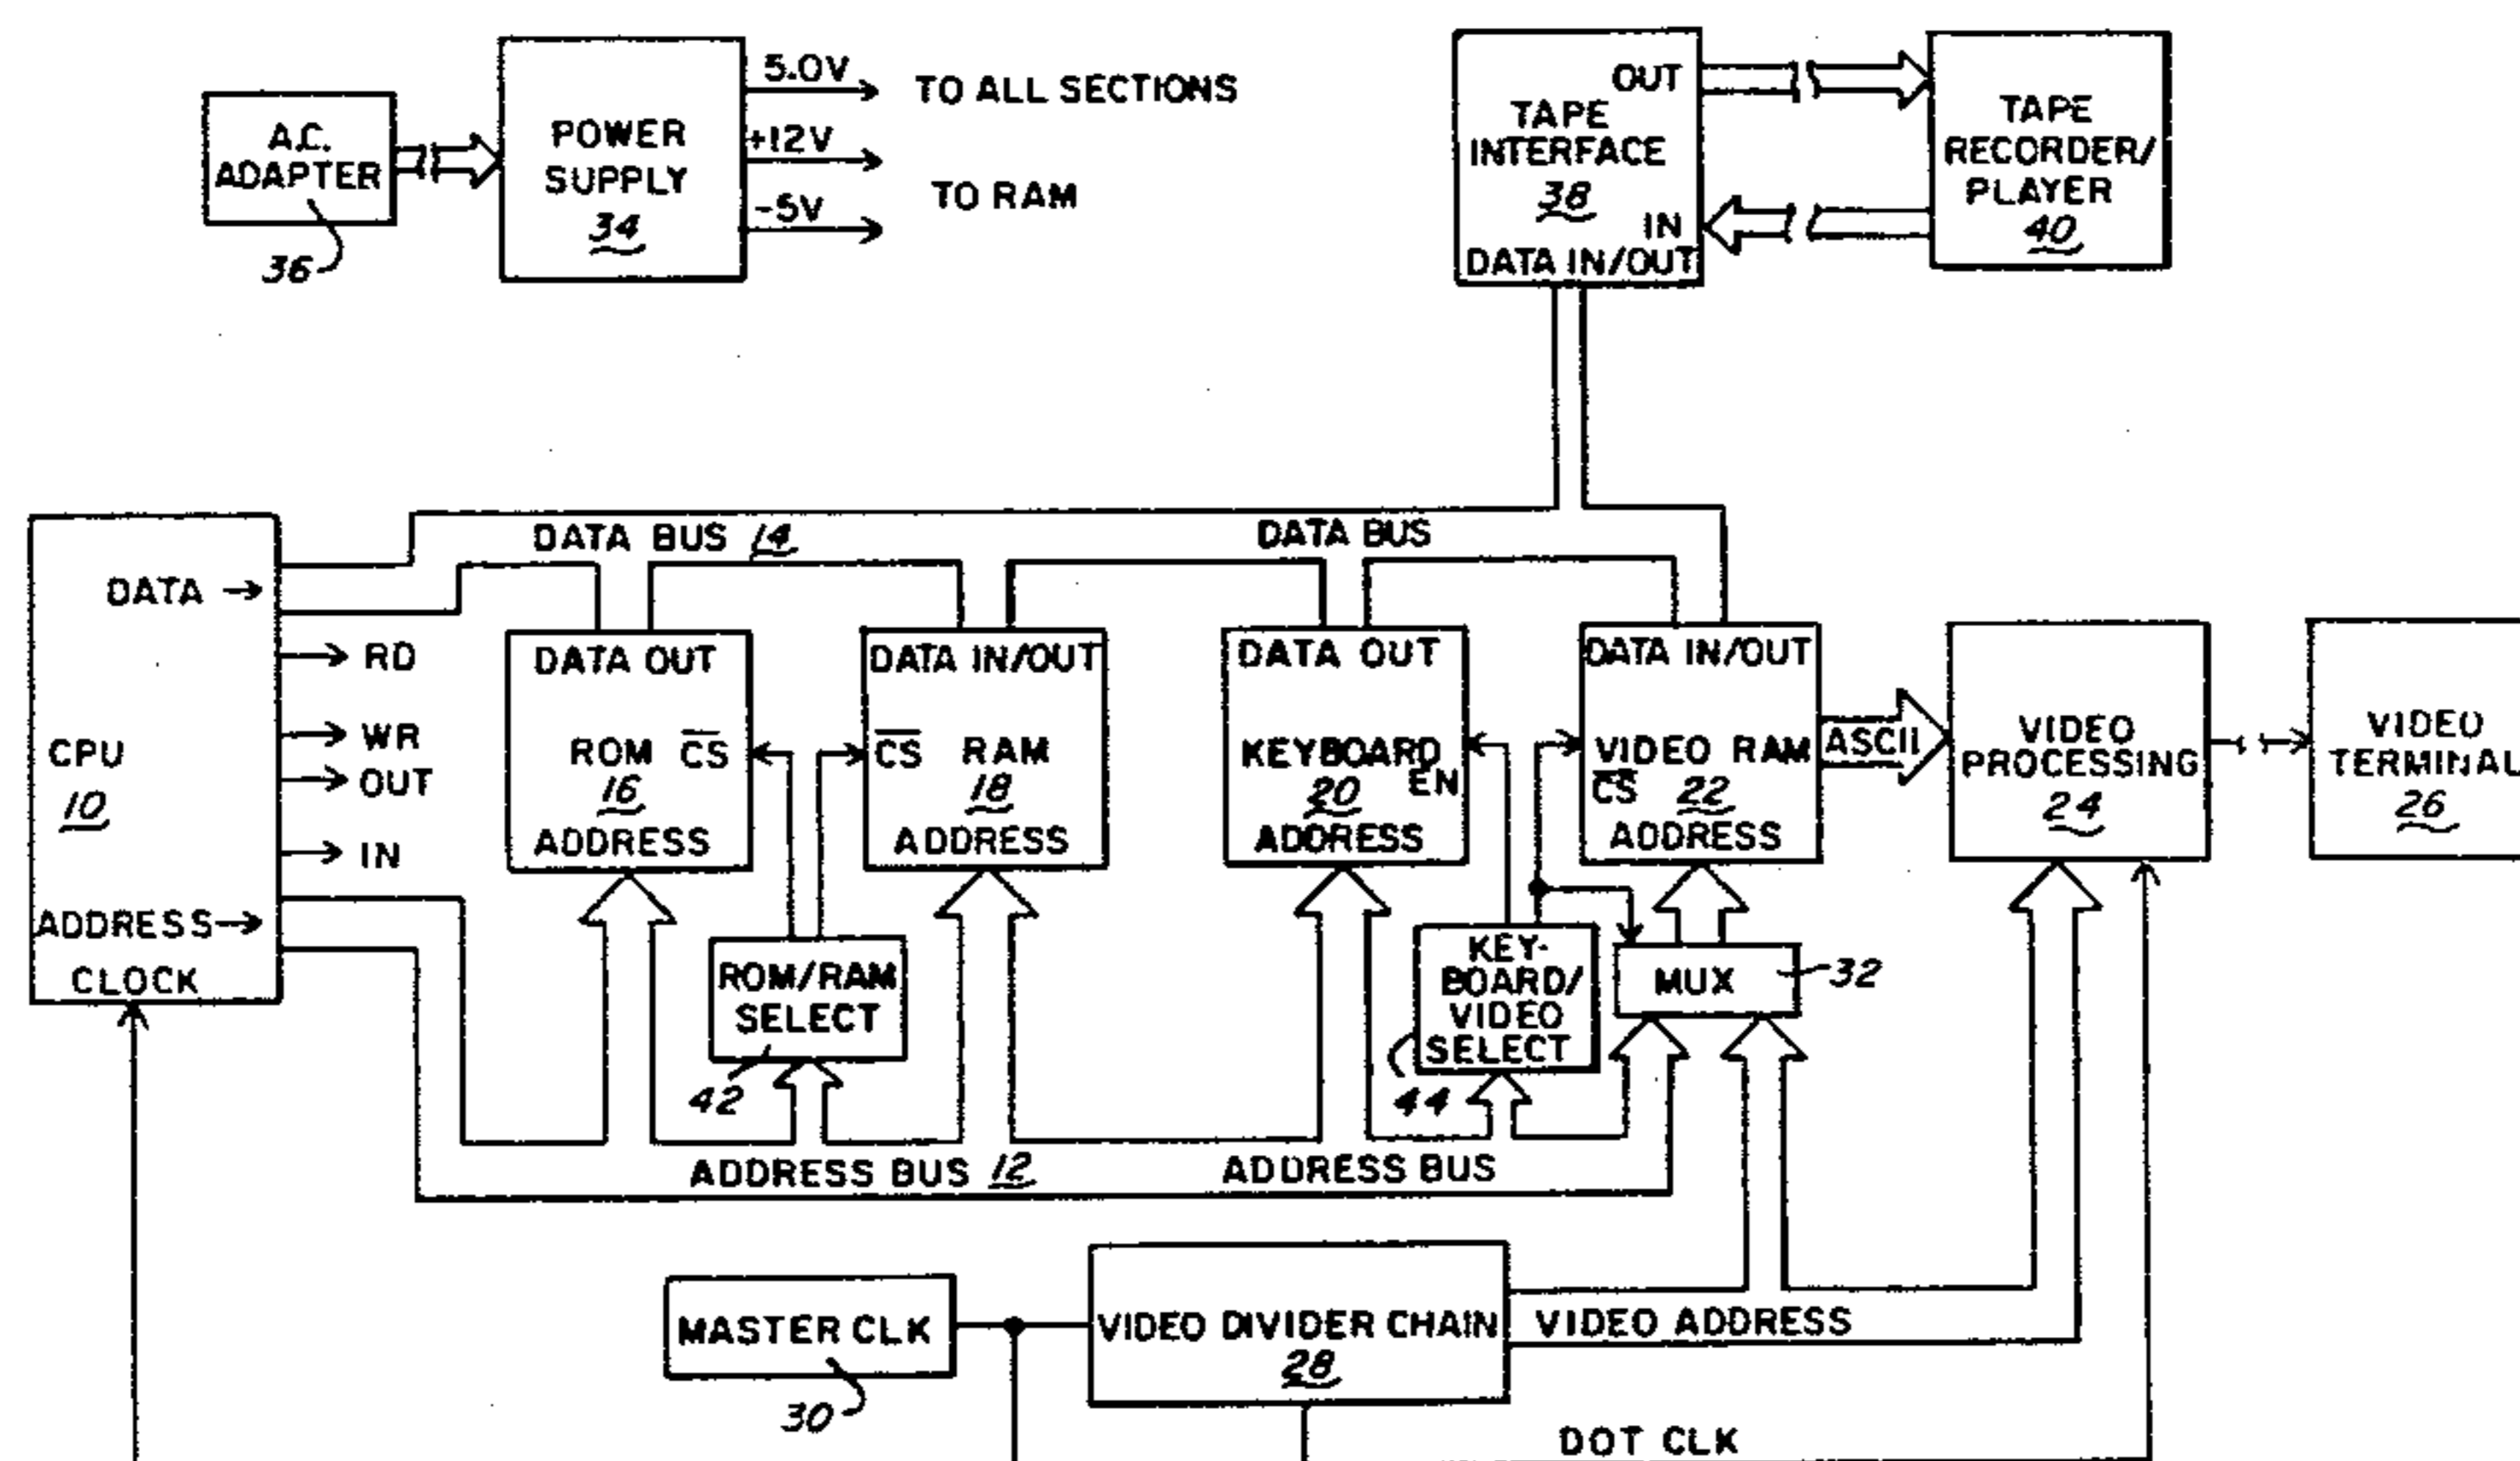 A.C.
ADAPTER
36
POWER
SUPPLY
34
5.0V
TO ALL SECTIONS
+12V
TO RAM
-5V
OUT
TAPE
INTERFACE
38
IN
DATA IN/OUT
TAPE
RECORDER/
PLAYER
40
DATA BUS 14
DATA BUS
DATA →
RD
WR
CPU
OUT
10
IN
ADDRESS→
CLOCK
DATA OUT
ROM C̅S̅
16
ADDRESS
DATA IN/OUT
C̅S̅ RAM
18
ADDRESS
DATA OUT
KEYBOARD
20 EN
ADDRESS
DATA IN/OUT
VIDEO RAM
C̅S̅ 22
ADDRESS
ASCII
VIDEO
PROCESSING
24
VIDEO
TERMINAL
26
ROM/RAM
SELECT
42
KEY-
BOARD/
VIDEO
SELECT
44
MUX
32
ADDRESS BUS 12
ADDRESS BUS
MASTER CLK
30
VIDEO DIVIDER CHAIN
28
VIDEO ADDRESS
DOT CLK